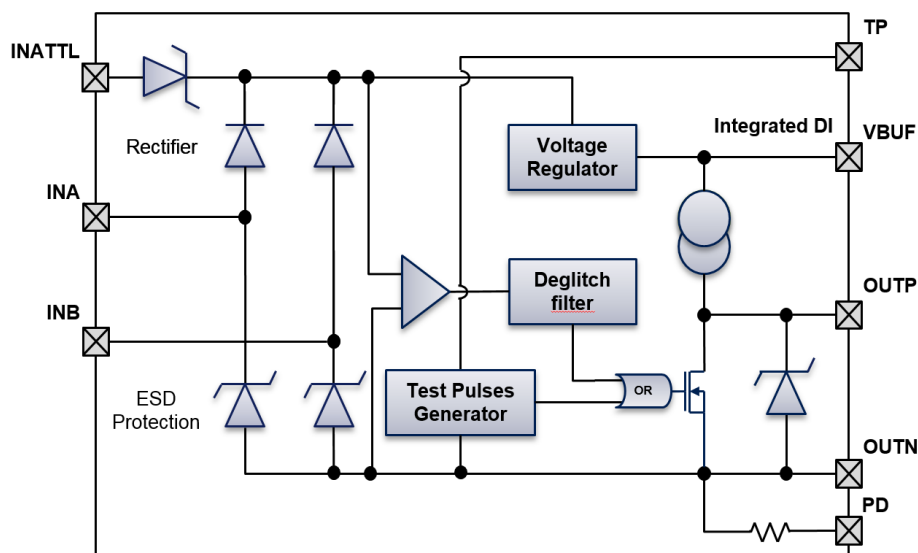 TP
INATTL
Rectifier
Integrated DI
VBUF
Voltage
Regulator
INA
Deglitch
filter
OUTP
INB
ESD
Protection
Test Pulses
Generator
OR
OUTN
PD